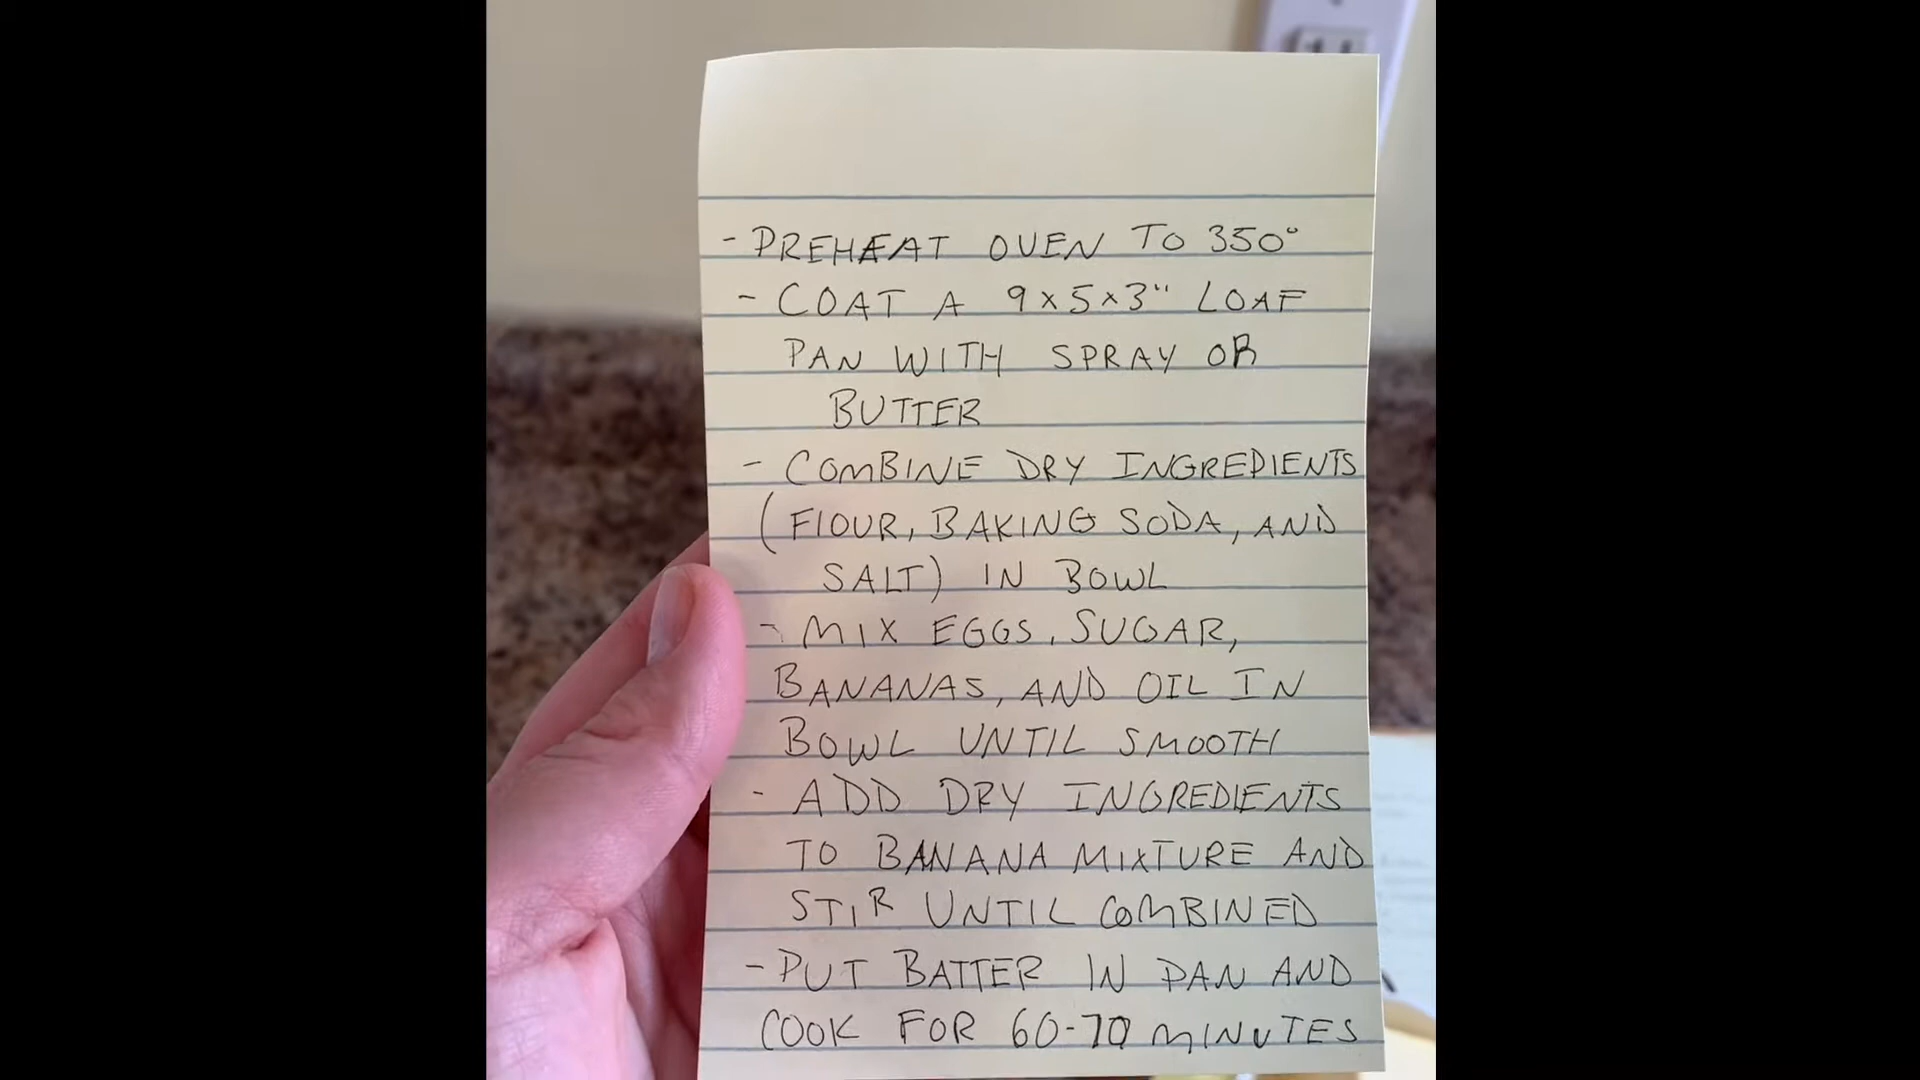 - PREHEAT OVEN TO 350°
- COAT A 9x5x3" LOAF
PAN WITH SPRAY OR
BUTTER
- COMBINE DRY INGREDIENTS
(FLOUR, BAKING SODA, AND
SALT) IN BOWL
- MIX EGGS, SUGAR,
BANANAS, AND OIL IN
BOWL UNTIL SMOOTH
- ADD DRY INGREDIENTS
TO BANANA MIXTURE AND
STIR UNTIL COMBINED
- PUT BATTER IN PAN AND
COOK FOR 60-70 MINUTES